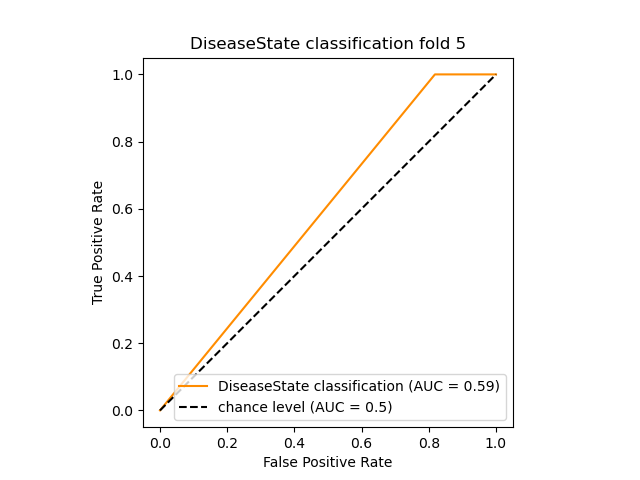 DiseaseState classification fold 5
True Positive Rate
1.0
0.8
0.6
0.4
0.2
0.0
DiseaseState classification (AUC = 0.59)
chance level (AUC = 0.5)
0.0 0.2 0.4 0.6 0.8 1.0
False Positive Rate